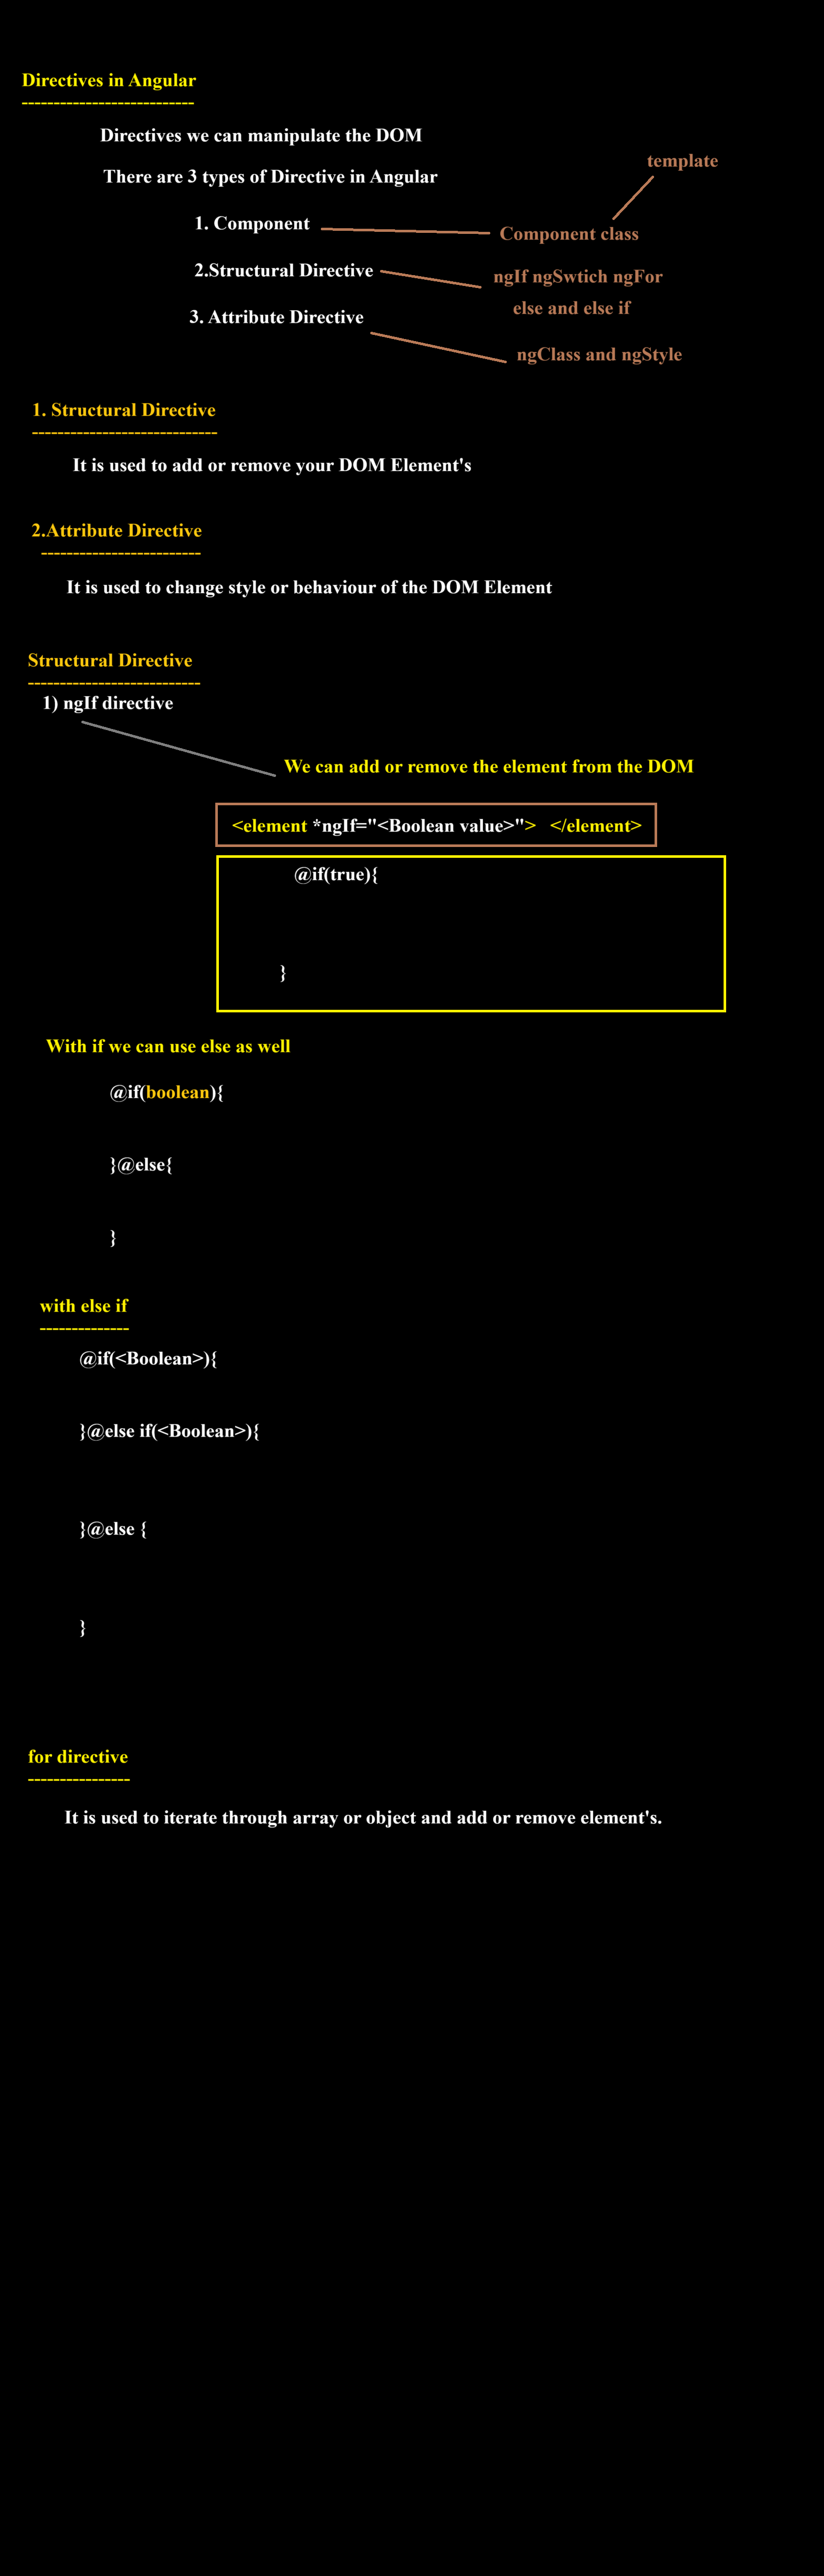 Directives in Angular
---------------------------
Directives we can manipulate the DOM
There are 3 types of Directive in Angular
template
1. Component
Component class
2.Structural Directive
ngIf ngSwtich ngFor
else and else if
3. Attribute Directive
ngClass and ngStyle
1. Structural Directive
-----------------------------
It is used to add or remove your DOM Element's
2.Attribute Directive
-------------------------
It is used to change style or behaviour of the DOM Element
Structural Directive
---------------------------
1) ngIf directive
We can add or remove the element from the DOM
<element *ngIf="<Boolean value>">   </element>
@if(true){
}
With if we can use else as well
@if(boolean){
}@else{
}
with else if
--------------
@if(<Boolean>){
}@else if(<Boolean>){
}@else {
}
for directive
----------------
It is used to iterate through array or object and add or remove element's.